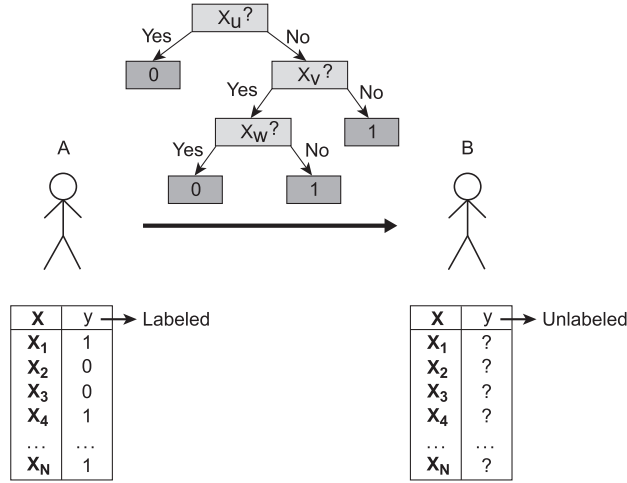 Xu?
Yes No
0 Xv?
Yes No
Xw? 1
A B
Yes No
0 1
X y Labeled
X1 1
X2 0
X3 0
X4 1
... ...
XN 1
X y Unlabeled
X1 ?
X2 ?
X3 ?
X4 ?
... ...
XN ?